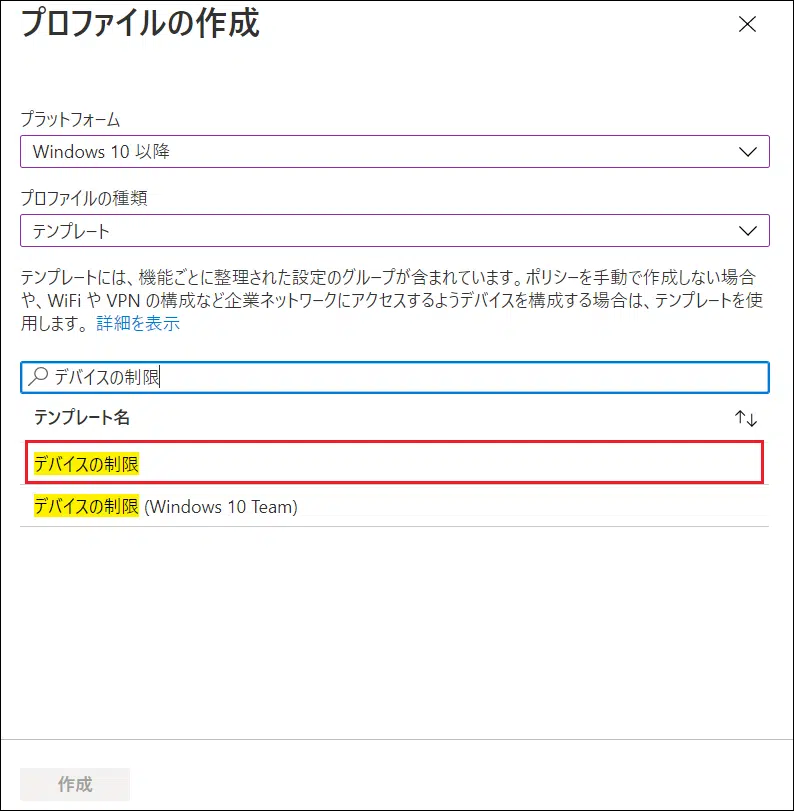 プロファイルの作成
プラットフォーム
Windows 10 以降
プロファイルの種類
テンプレート
テンプレートには、機能ごとに整理された設定のグループが含まれています。ポリシーを手動で作成しない場合
や、WiFi や VPN の構成など企業ネットワークにアクセスするようデバイスを構成する場合は、テンプレートを使
用します。 詳細を表示
デバイスの制限
テンプレート名
デバイスの制限
デバイスの制限 (Windows 10 Team)
作成